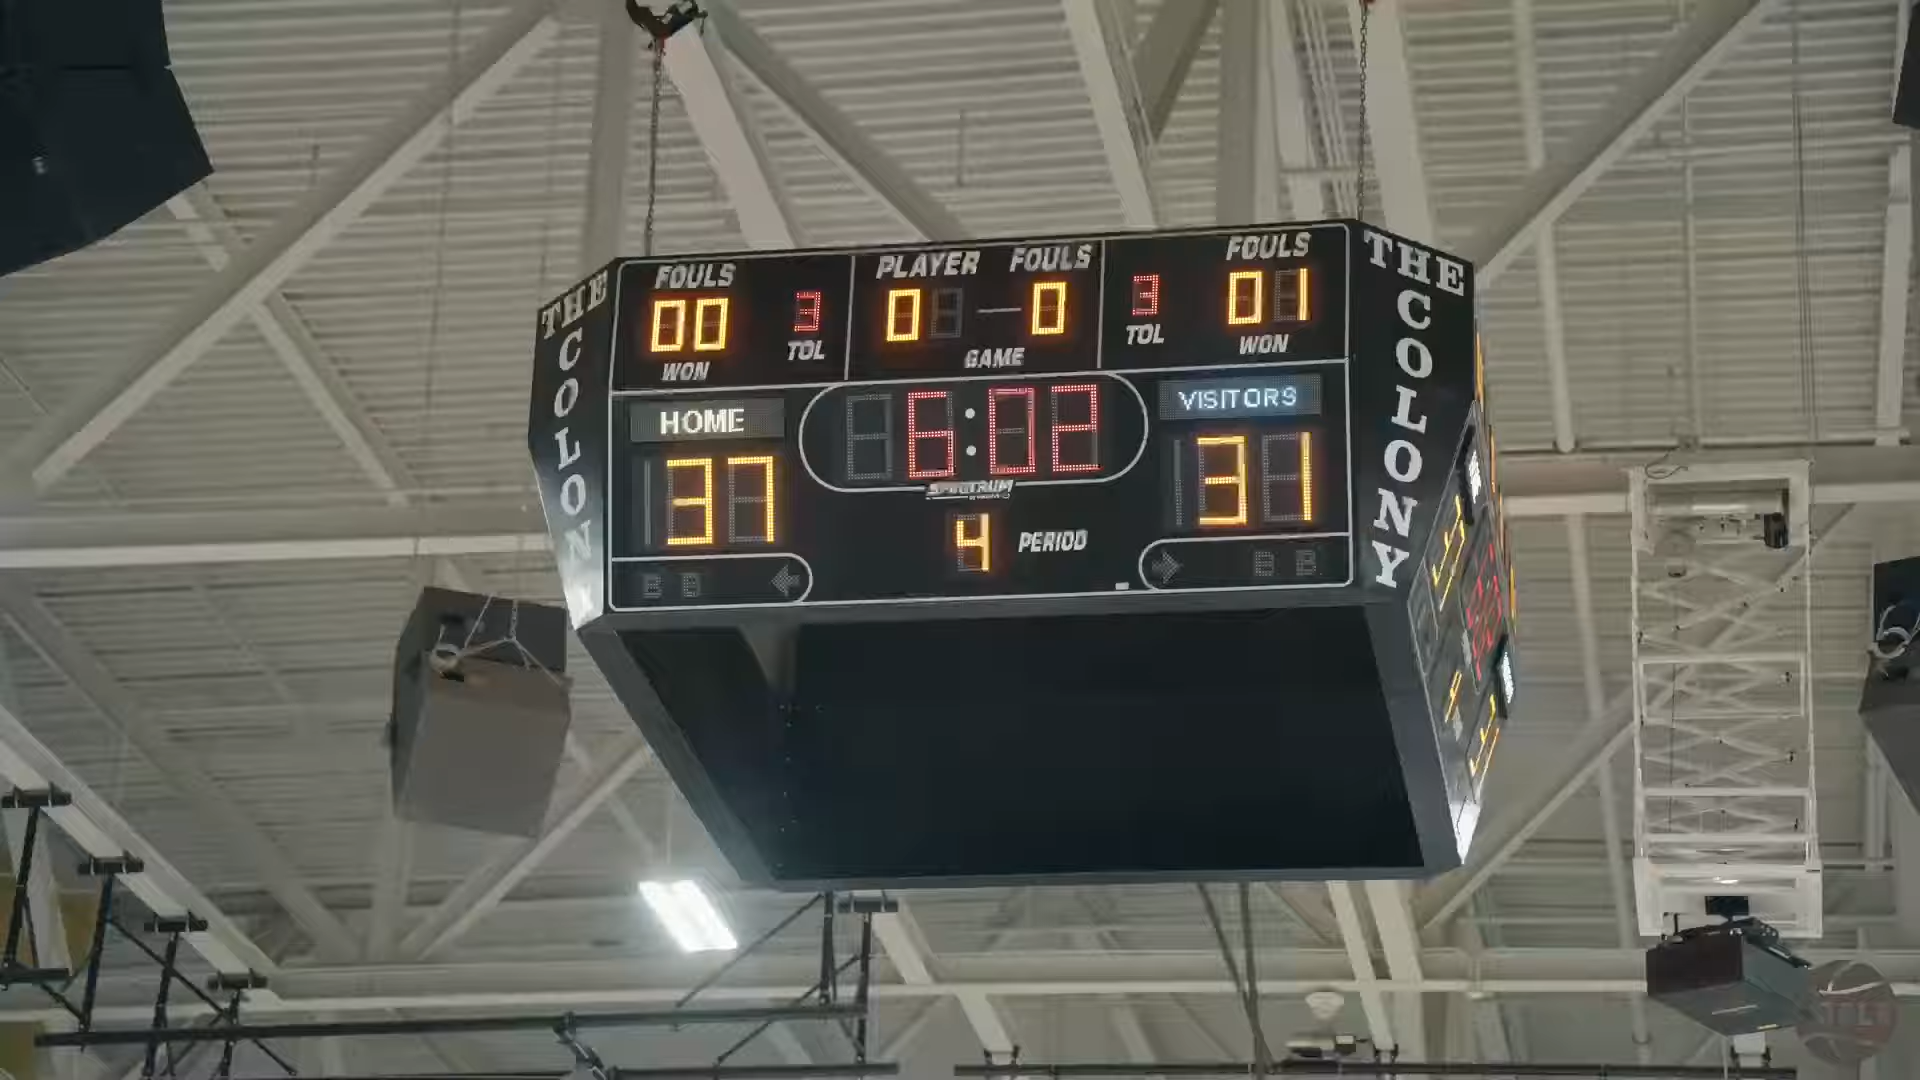 THE COLONY
FOULS
00
WON
3
TOL
PLAYER FOULS
0 0
GAME
3
TOL
FOULS
01
WON
HOME
37
6:02
SPECTRUM
VISITORS
31
4 PERIOD
B B
THE COLONY